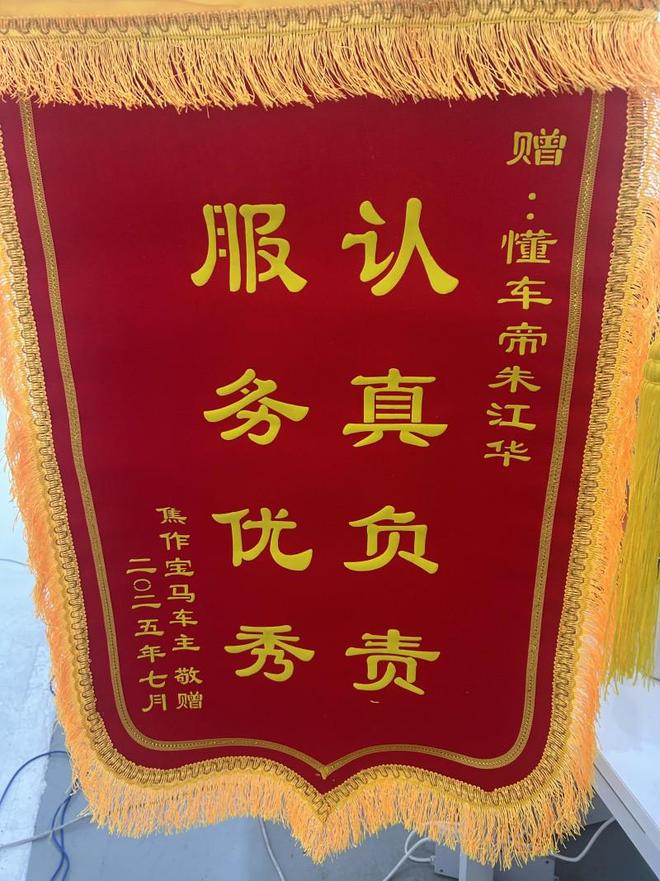 赠：懂车帝朱江华
认真负责
服务优秀
焦作宝马车主 敬赠
二〇二五年七月